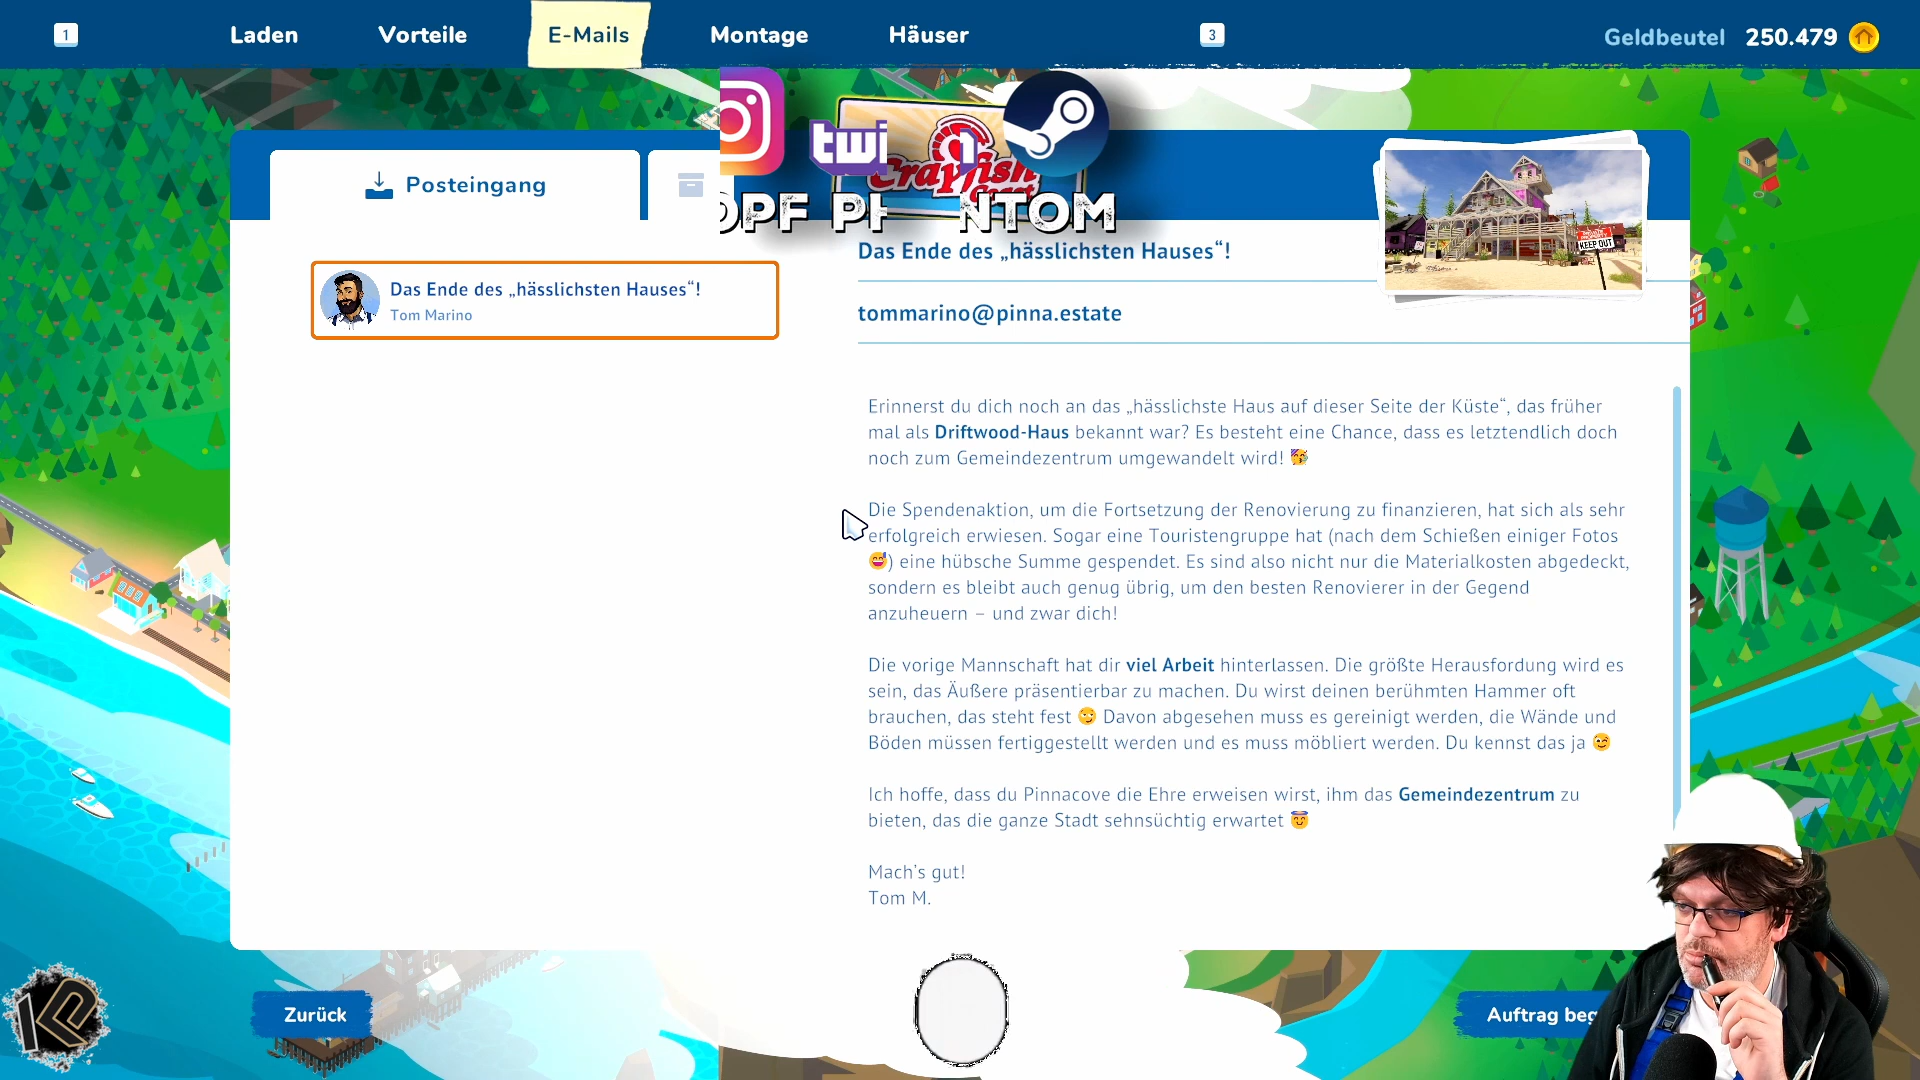 1
Laden
Vorteile
E-Mails
Montage
Häuser
3
Geldbeutel 250.479
Posteingang
twi
Crayfish
OPF PH NTOM
KEEP OUT
Das Ende des „hässlichsten Hauses“!
Tom Marino
Das Ende des „hässlichsten Hauses“!
tommarino@pinna.estate
Erinnerst du dich noch an das „hässlichste Haus auf dieser Seite der Küste“, das früher
mal als Driftwood-Haus bekannt war? Es besteht eine Chance, dass es letztendlich doch
noch zum Gemeindezentrum umgewandelt wird! 🥳
Die Spendenaktion, um die Fortsetzung der Renovierung zu finanzieren, hat sich als sehr
erfolgreich erwiesen. Sogar eine Touristengruppe hat (nach dem Schießen einiger Fotos
😅) eine hübsche Summe gespendet. Es sind also nicht nur die Materialkosten abgedeckt,
sondern es bleibt auch genug übrig, um den besten Renovierer in der Gegend
anzuheuern – und zwar dich!
Die vorige Mannschaft hat dir viel Arbeit hinterlassen. Die größte Herausfordung wird es
sein, das Äußere präsentierbar zu machen. Du wirst deinen berühmten Hammer oft
brauchen, das steht fest 🙄 Davon abgesehen muss es gereinigt werden, die Wände und
Böden müssen fertiggestellt werden und es muss möbliert werden. Du kennst das ja 😉
Ich hoffe, dass du Pinnacove die Ehre erweisen wirst, ihm das Gemeindezentrum zu
bieten, das die ganze Stadt sehnsüchtig erwartet 😇
Mach's gut!
Tom M.
Zurück
Auftrag beg